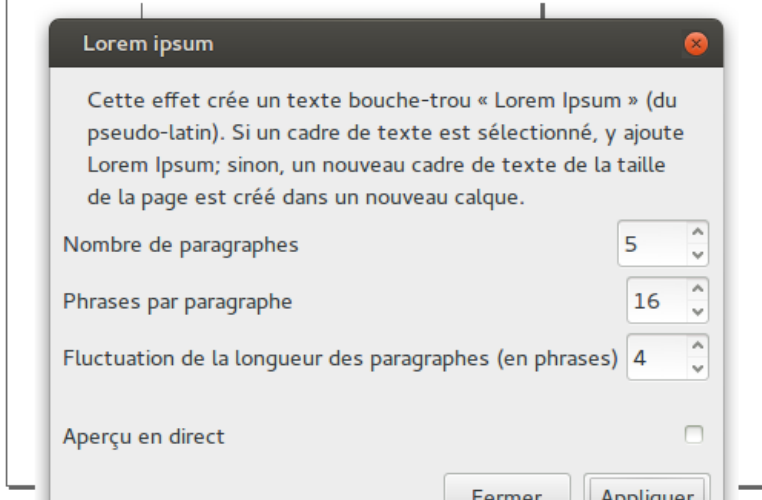 Lorem ipsum
Cette effet crée un texte bouche-trou « Lorem Ipsum » (du
pseudo-latin). Si un cadre de texte est sélectionné, y ajoute
Lorem Ipsum; sinon, un nouveau cadre de texte de la taille
de la page est créé dans un nouveau calque.
Nombre de paragraphes 5
Phrases par paragraphe 16
Fluctuation de la longueur des paragraphes (en phrases) 4
Aperçu en direct
Fermer Appliquer